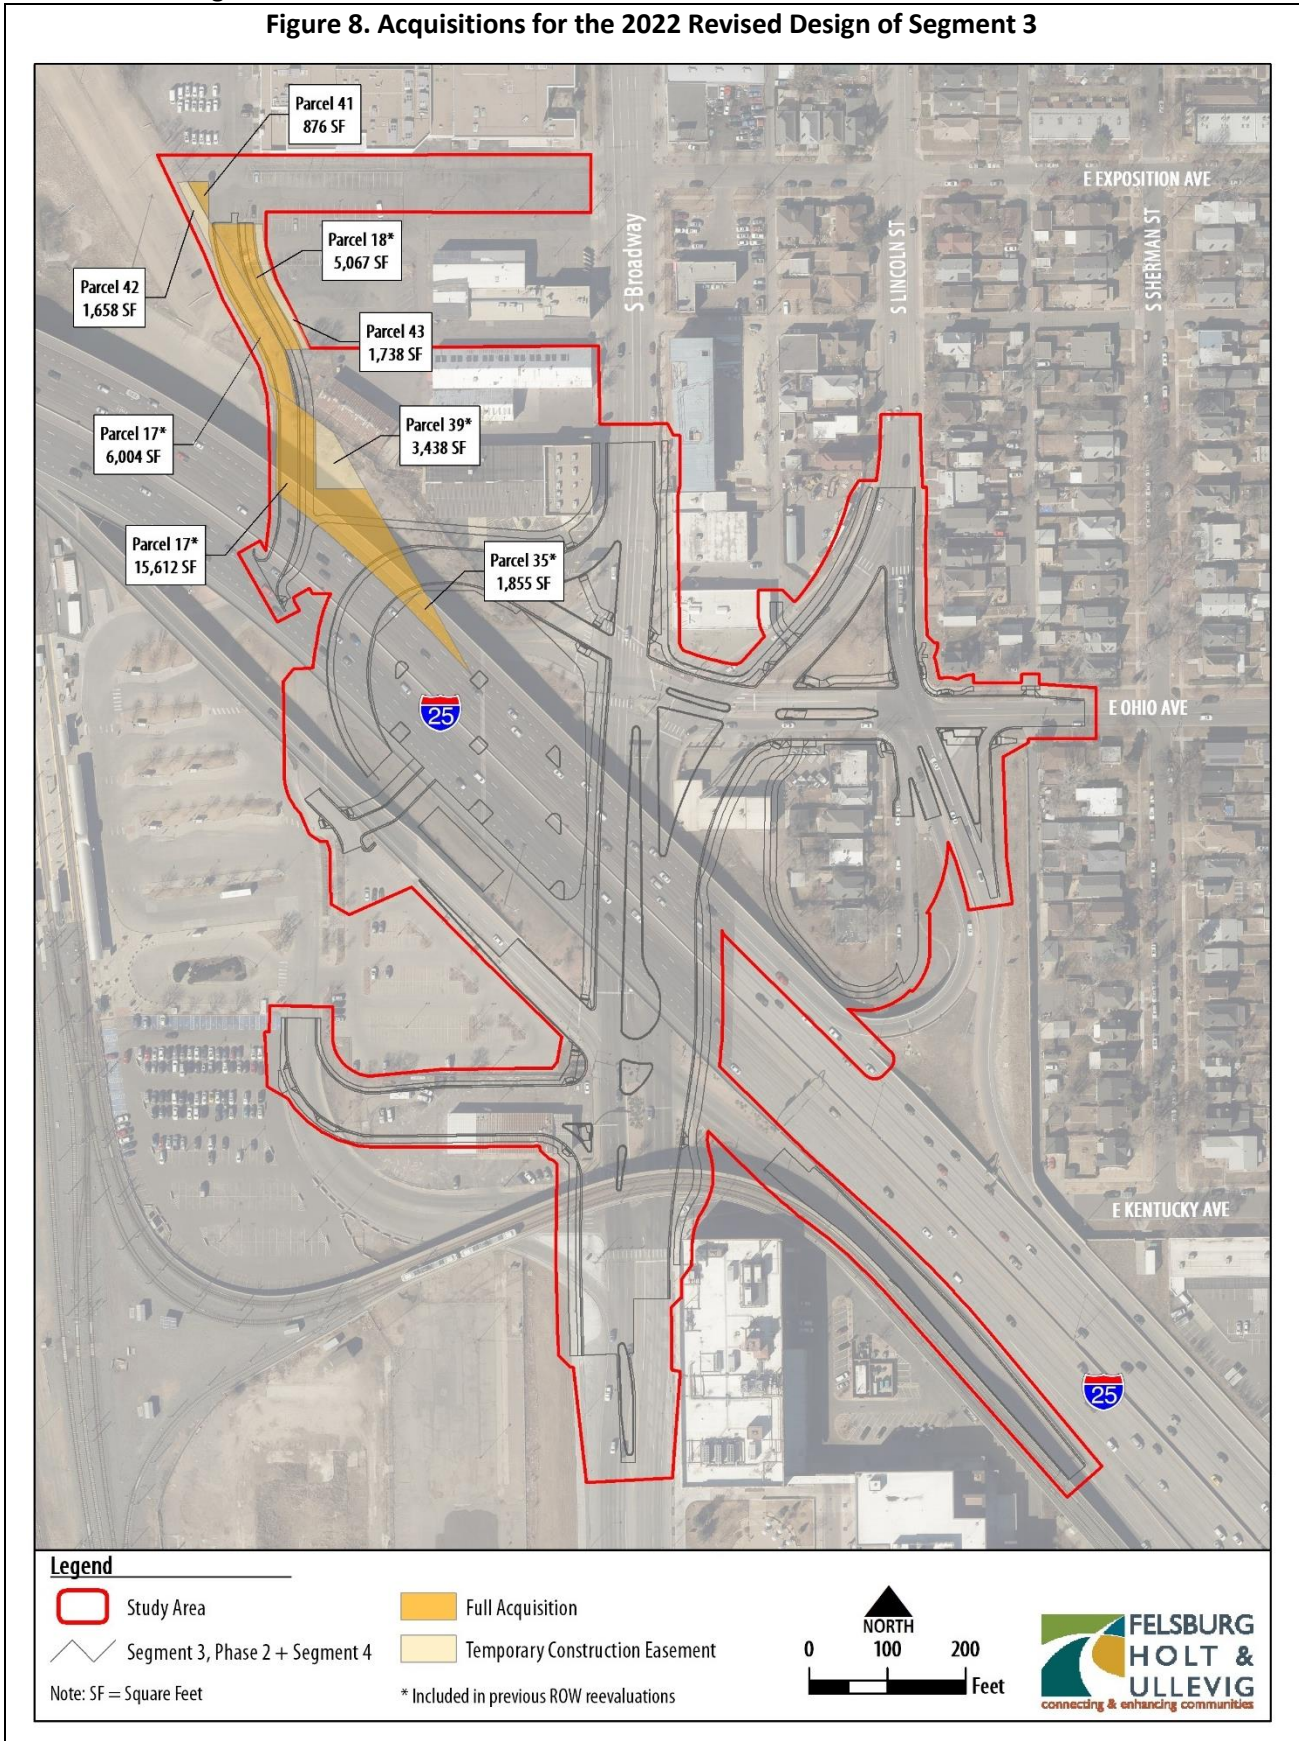 Figure 8. Acquisitions for the 2022 Revised Design of Segment 3
Parcel 41
876 SF
E EXPOSITION AVE
Parcel 18*
5,067 SF
S Broadway
S LINCOLN ST
S SHERMAN ST
Parcel 42
1,658 SF
Parcel 43
1,738 SF
Parcel 17*
6,004 SF
Parcel 39*
3,438 SF
Parcel 17*
15,612 SF
Parcel 35*
1,855 SF
25
E OHIO AVE
E KENTUCKY AVE
25
Legend
Study Area
Segment 3, Phase 2 + Segment 4
Note: SF = Square Feet
Full Acquisition
Temporary Construction Easement
* Included in previous ROW reevaluations
NORTH
0 100 200
Feet
FELSBURG
HOLT &
ULLEVIG
connecting & enhancing communities